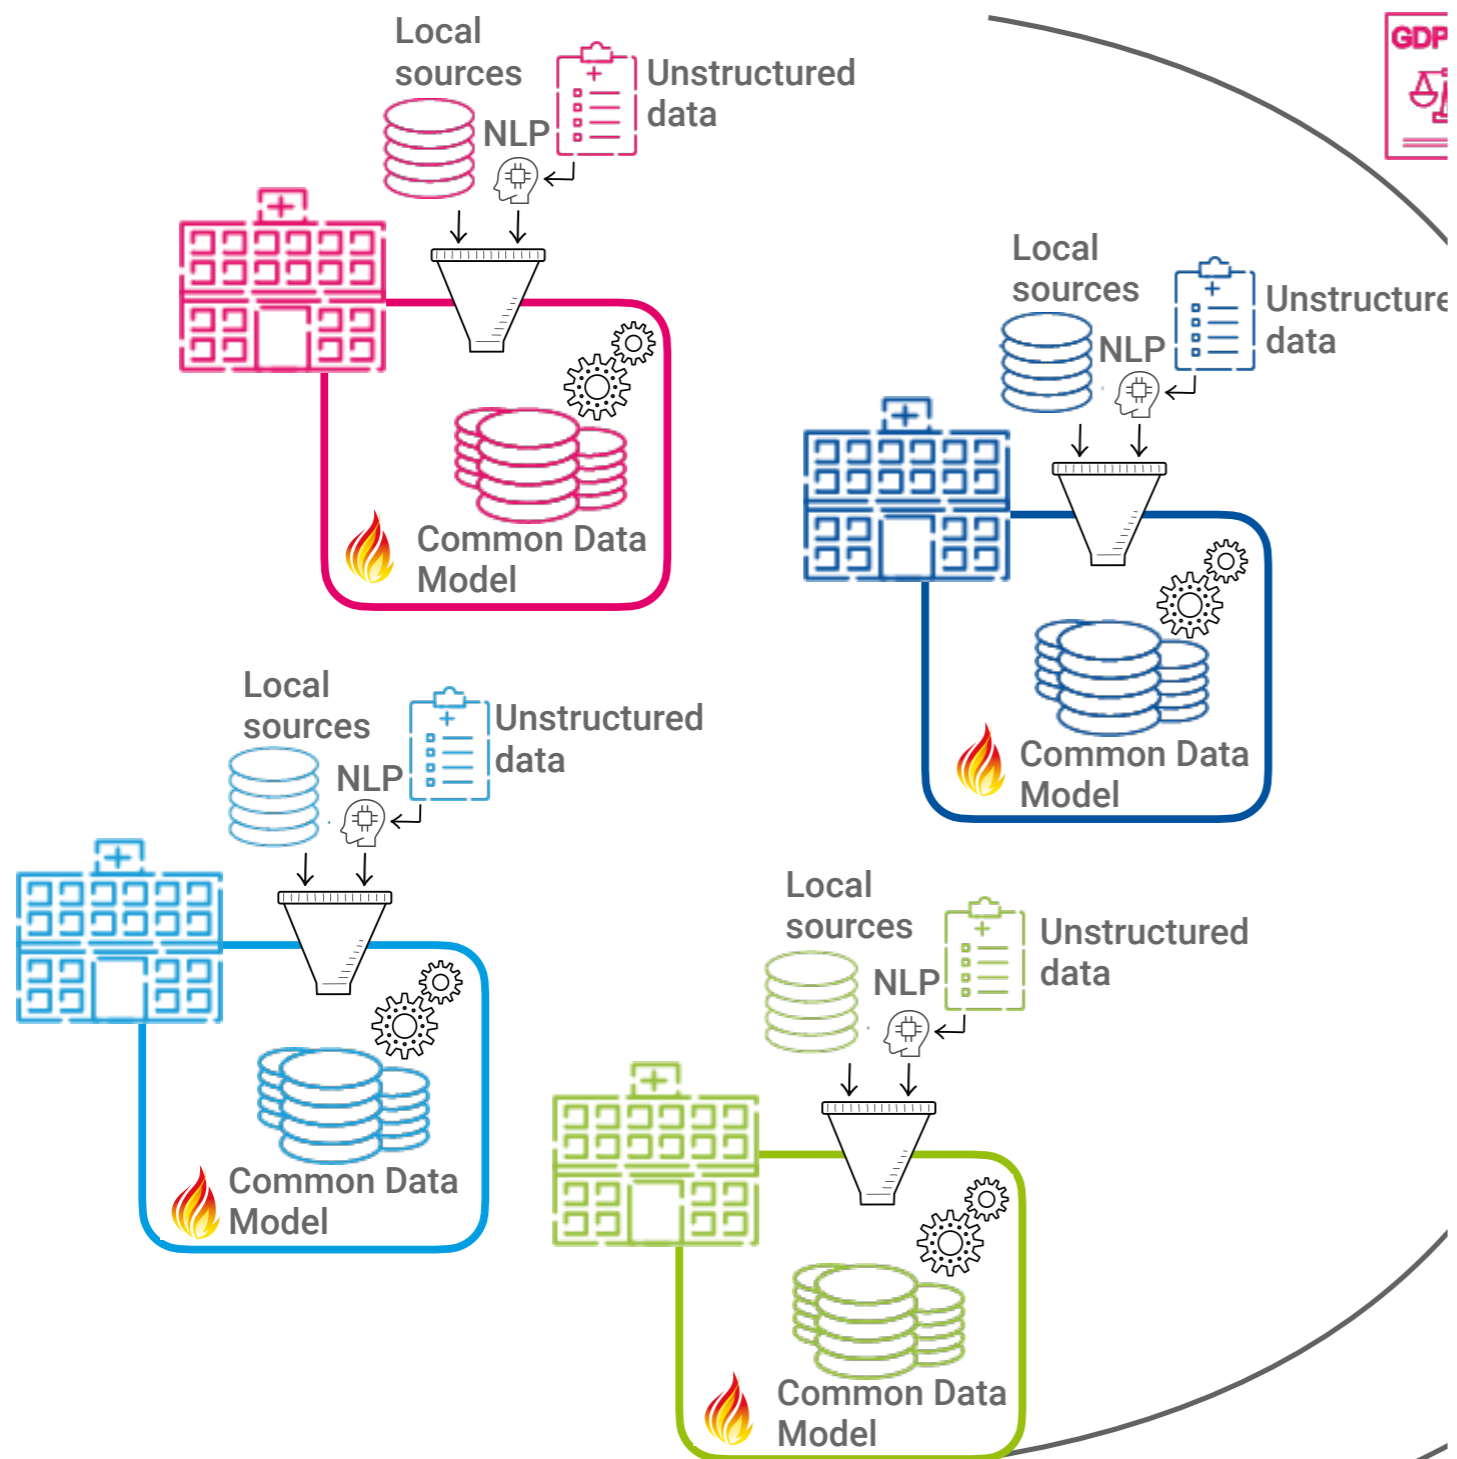 Local
sources
Unstructured
data
NLP
Common Data
Model
GDP
Local
sources
Unstructure
data
NLP
Common Data
Model
Local
sources
Unstructured
data
NLP
Common Data
Model
Local
sources
Unstructured
data
NLP
Common Data
Model